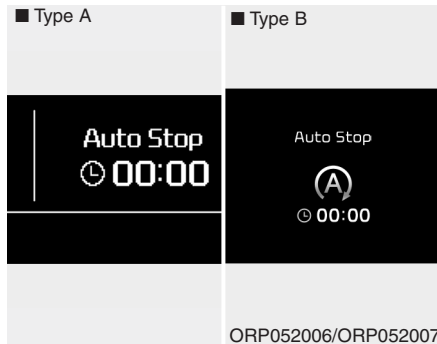 ■ Type A
Auto Stop
00:00
■ Type B
Auto Stop
A
00:00
ORP052006/ORP052007